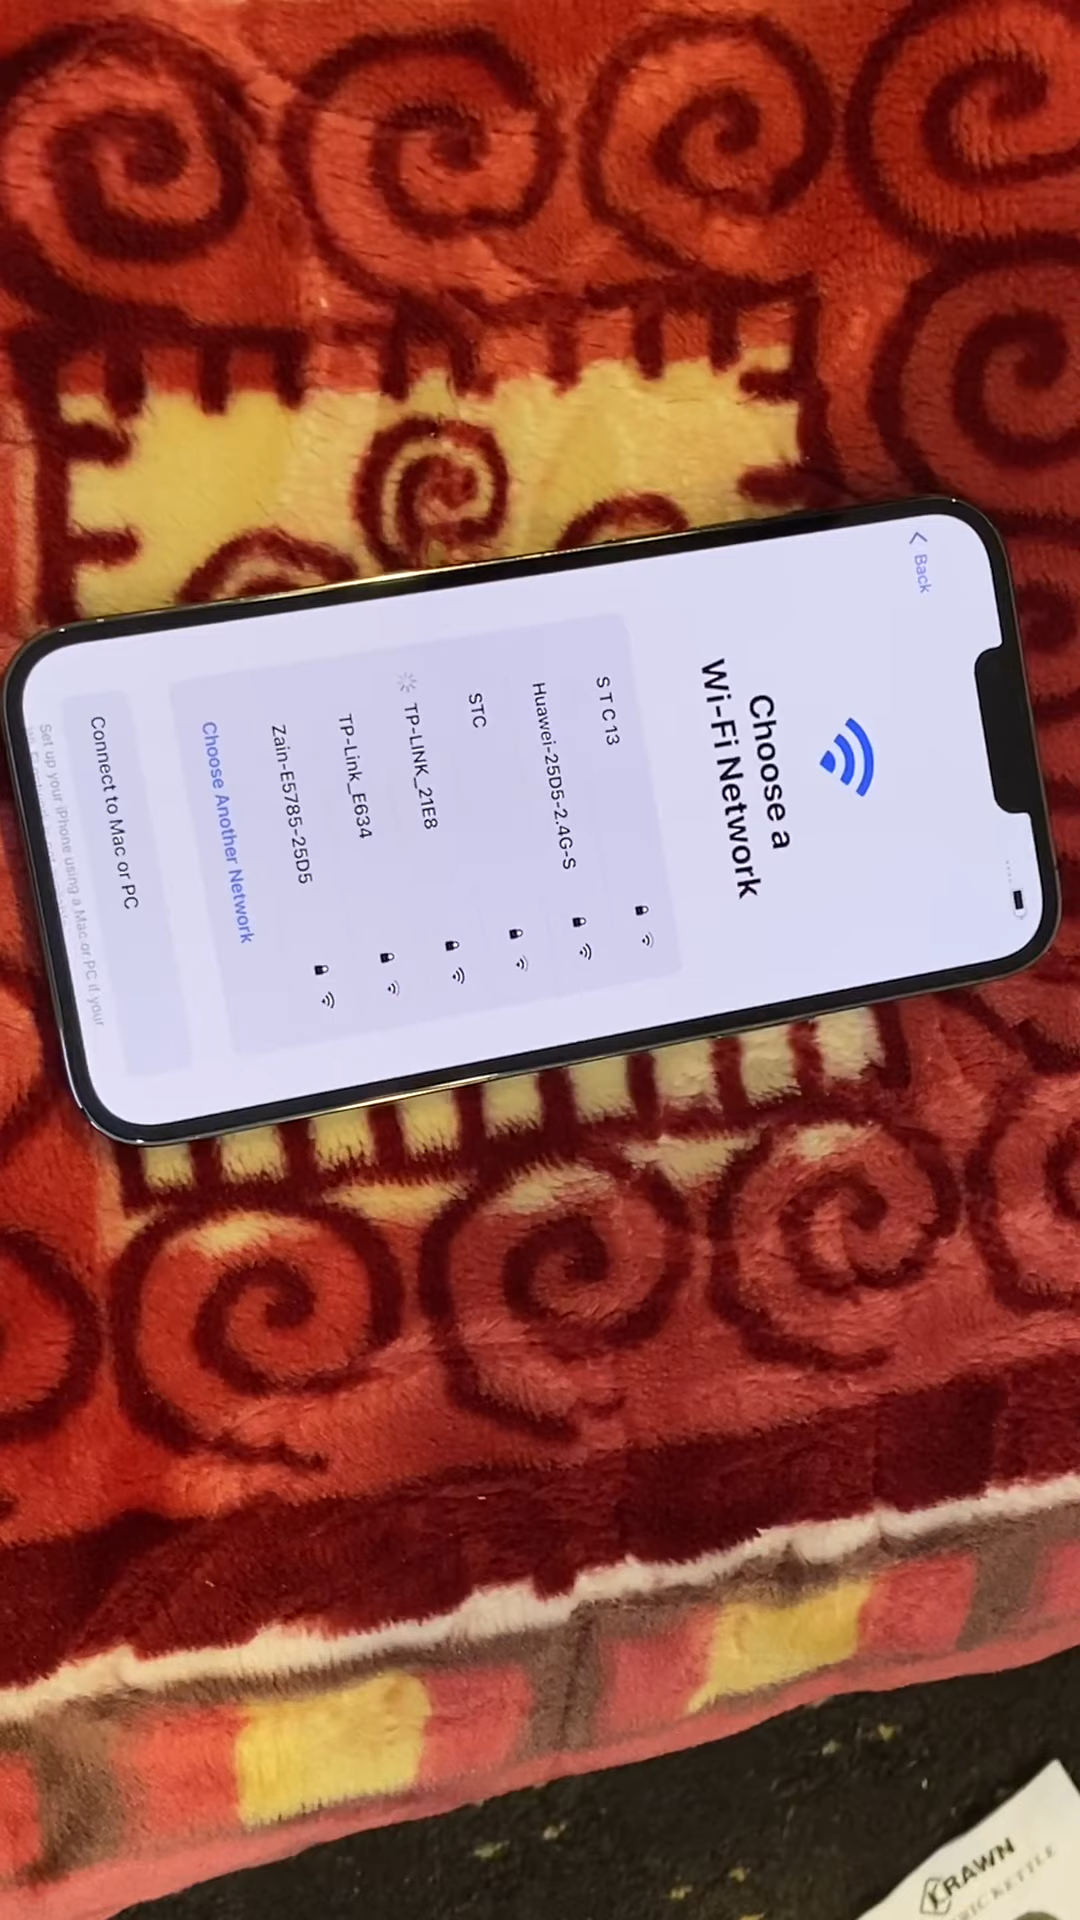 Back
Choose a
Wi-Fi Network
S T C 13
Huawei-25D5-2.4G-S
STC
TP-LINK_21E8
TP-Link_E634
Zain-E5785-25D5
Choose Another Network
Connect to Mac or PC
Set up your iPhone using a Mac or PC if your
KRAWN
KETTLE